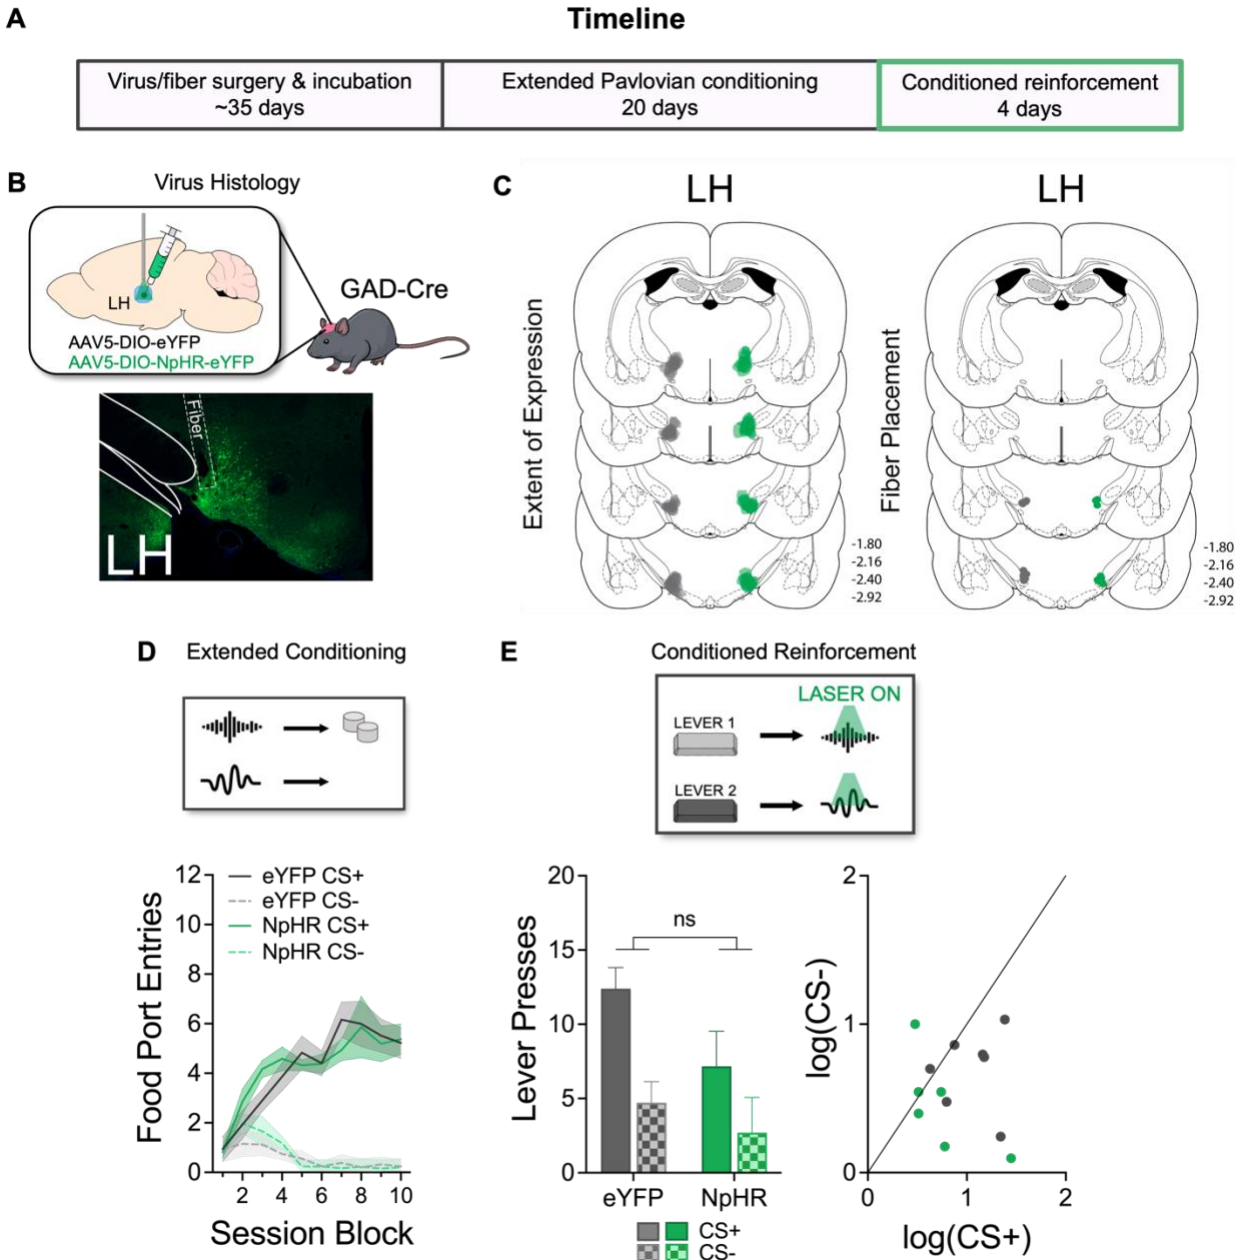 A
Timeline
Virus/fiber surgery & incubation
~35 days
Extended Pavlovian conditioning
20 days
Conditioned reinforcement
4 days
B
Virus Histology
LH
AAV5-DIO-eYFP
AAV5-DIO-NpHR-eYFP
GAD-Cre
Fiber
LH
C
LH
LH
Extent of Expression
-1.80
-2.16
-2.40
-2.92
Fiber Placement
-1.80
-2.16
-2.40
-2.92
D
Extended Conditioning
12
10
8
6
4
2
0
eYFP CS+
eYFP CS-
NpHR CS+
NpHR CS-
Food Port Entries
2 4 6 8 10
Session Block
E
Conditioned Reinforcement
LASER ON
LEVER 1
LEVER 2
20
15
10
5
0
ns
Lever Presses
eYFP NpHR
CS+
CS-
2
1
0
log(CS-)
0 1 2
log(CS+)